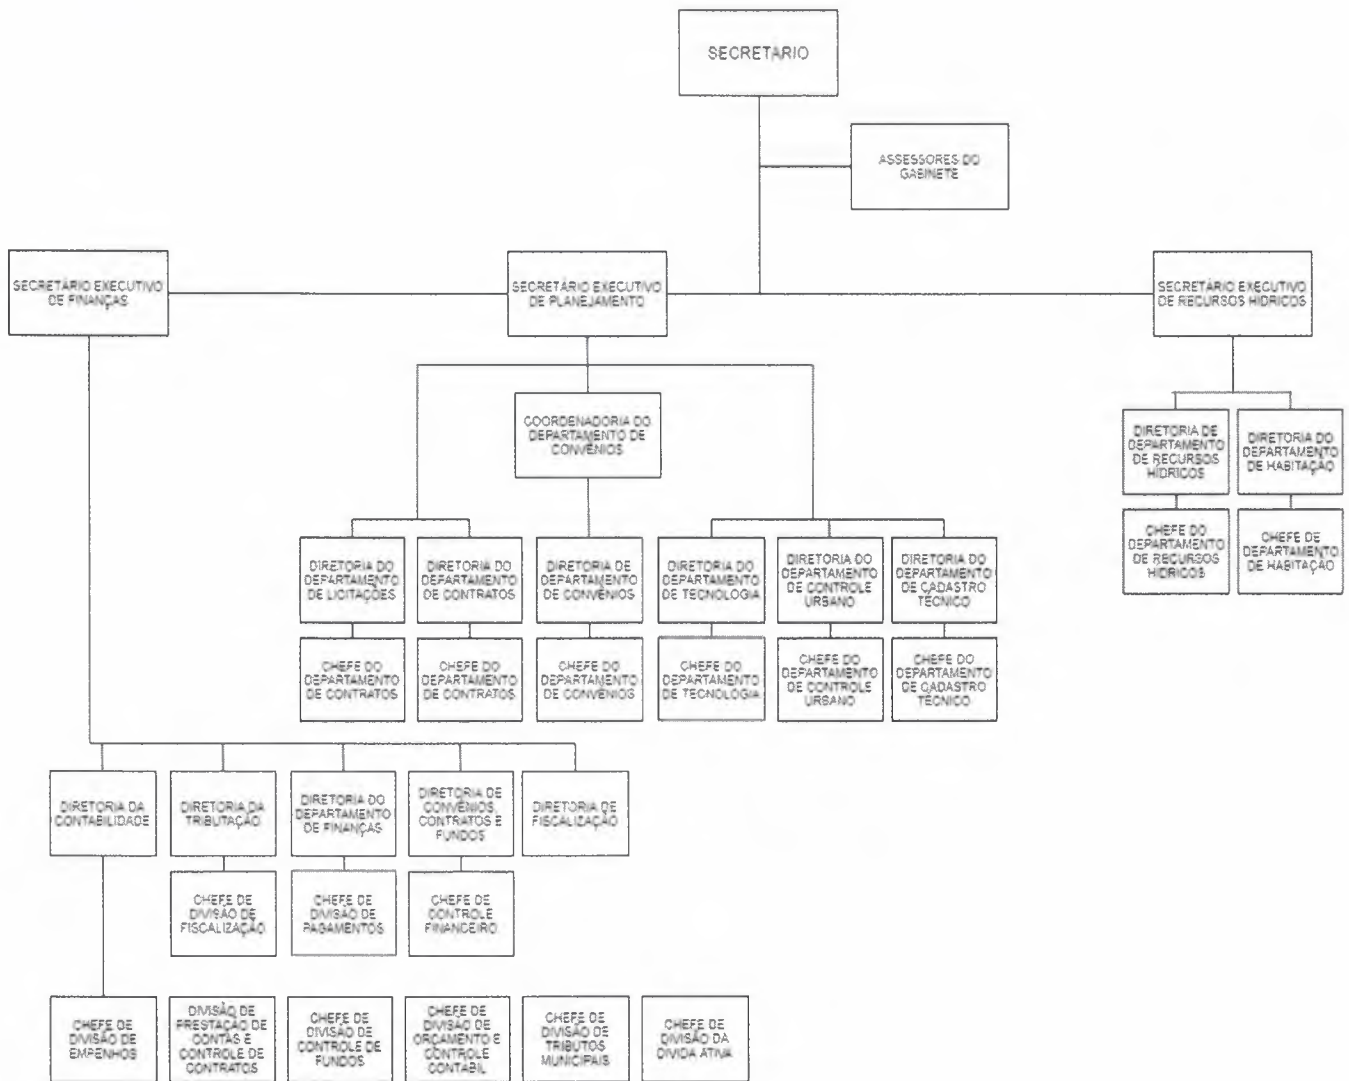 SECRETÁRIO
ASSESSORES DO
GABINETE
SECRETÁRIO EXECUTIVO
DE FINANÇAS
SECRETÁRIO EXECUTIVO
DE PLANEJAMENTO
SECRETÁRIO EXECUTIVO
DE RECURSOS HÍDRICOS
COORDENADORIA DO
DEPARTAMENTO DE
CONVÊNIOS
DIRETORIA DE
DEPARTAMENTO
DE RECURSOS
HÍDRICOS
DIRETORIA DO
DEPARTAMENTO
DE HABITAÇÃO
CHEFE DO
DEPARTAMENTO
DE RECURSOS
HÍDRICOS
CHEFE DE
DEPARTAMENTO
DE HABITAÇÃO
DIRETORIA DO
DEPARTAMENTO
DE LICITAÇÕES
DIRETORIA DO
DEPARTAMENTO
DE CONTRATOS
DIRETORIA DE
DEPARTAMENTO
DE CONVÊNIOS
DIRETORIA DO
DEPARTAMENTO
DE TECNOLOGIA
DIRETORIA DO
DEPARTAMENTO
DE CONTROLE
URBANO
DIRETORIA DO
DEPARTAMENTO
DE CADASTRO
TÉCNICO
CHEFE DO
DEPARTAMENTO
DE CONTRATOS
CHEFE DO
DEPARTAMENTO
DE CONTRATOS
CHEFE DO
DEPARTAMENTO
DE CONVÊNIOS
CHEFE DO
DEPARTAMENTO
DE TECNOLOGIA
CHEFE DO
DEPARTAMENTO
DE CONTROLE
URBANO
CHEFE DO
DEPARTAMENTO
DE CADASTRO
TÉCNICO
DIRETORIA DA
CONTABILIDADE
DIRETORIA DA
TRIBUTAÇÃO
DIRETORIA DO
DEPARTAMENTO
DE FINANÇAS
DIRETORIA DE
CONVÊNIOS,
CONTRATOS E
FUNDOS
DIRETORIA DE
FISCALIZAÇÃO
CHEFE DE
DIVISÃO DE
FISCALIZAÇÃO
CHEFE DE
DIVISÃO DE
PAGAMENTOS
CHEFE DE
CONTROLE
FINANCEIRO
CHEFE DE
DIVISÃO DE
EMPENHOS
DIVISÃO DE
PRESTAÇÃO DE
CONTAS E
CONTROLE DE
CONTRATOS
CHEFE DE
DIVISÃO DE
CONTROLE DE
FUNDOS
CHEFE DE
DIVISÃO DE
ORÇAMENTO E
CONTROLE
CONTABIL
CHEFE DE
DIVISÃO DE
TRIBUTOS
MUNICIPAIS
CHEFE DE
DIVISÃO DA
DIVIDA ATIVA